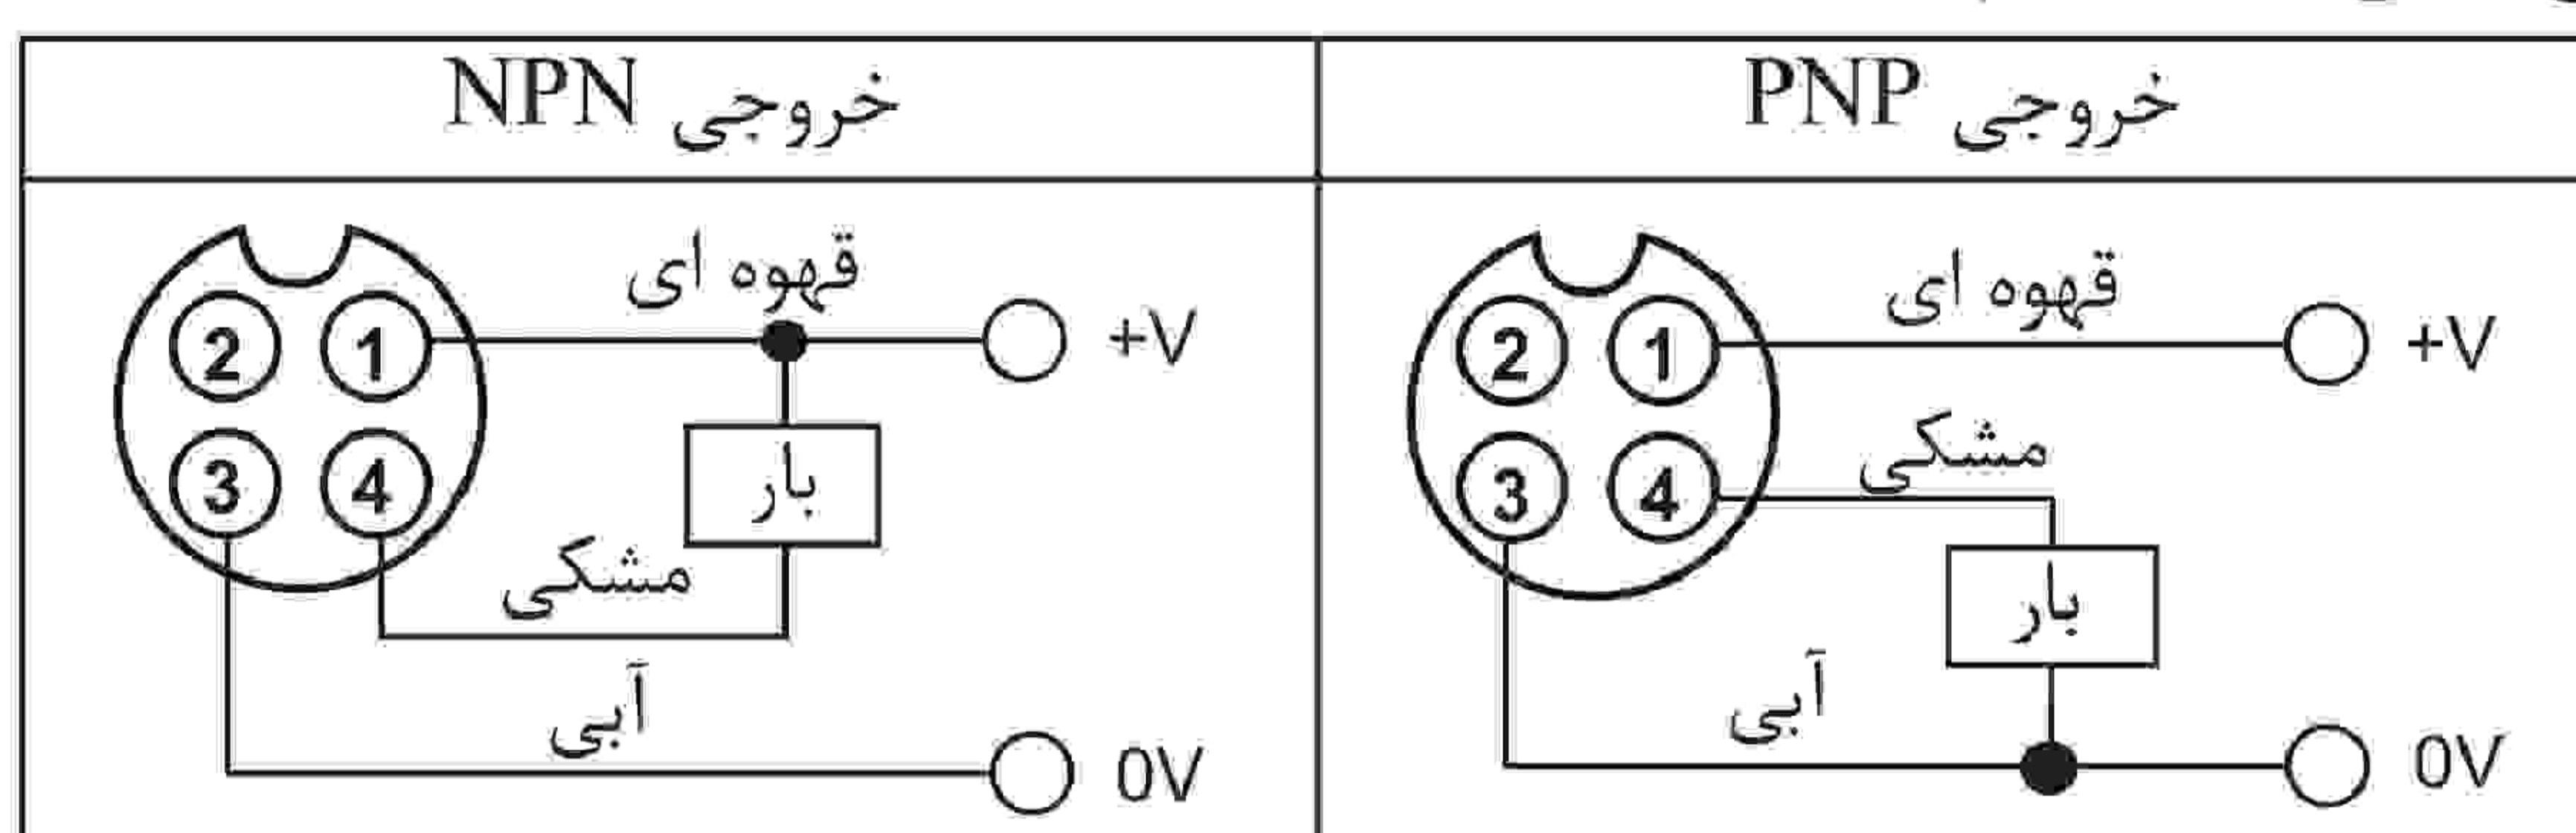 خروجی NPN
خروجی PNP
قهوه ای
+V
2
1
بار
3
4
مشکی
آبی
0V
قهوه ای
+V
2
1
مشکی
3
4
بار
آبی
0V